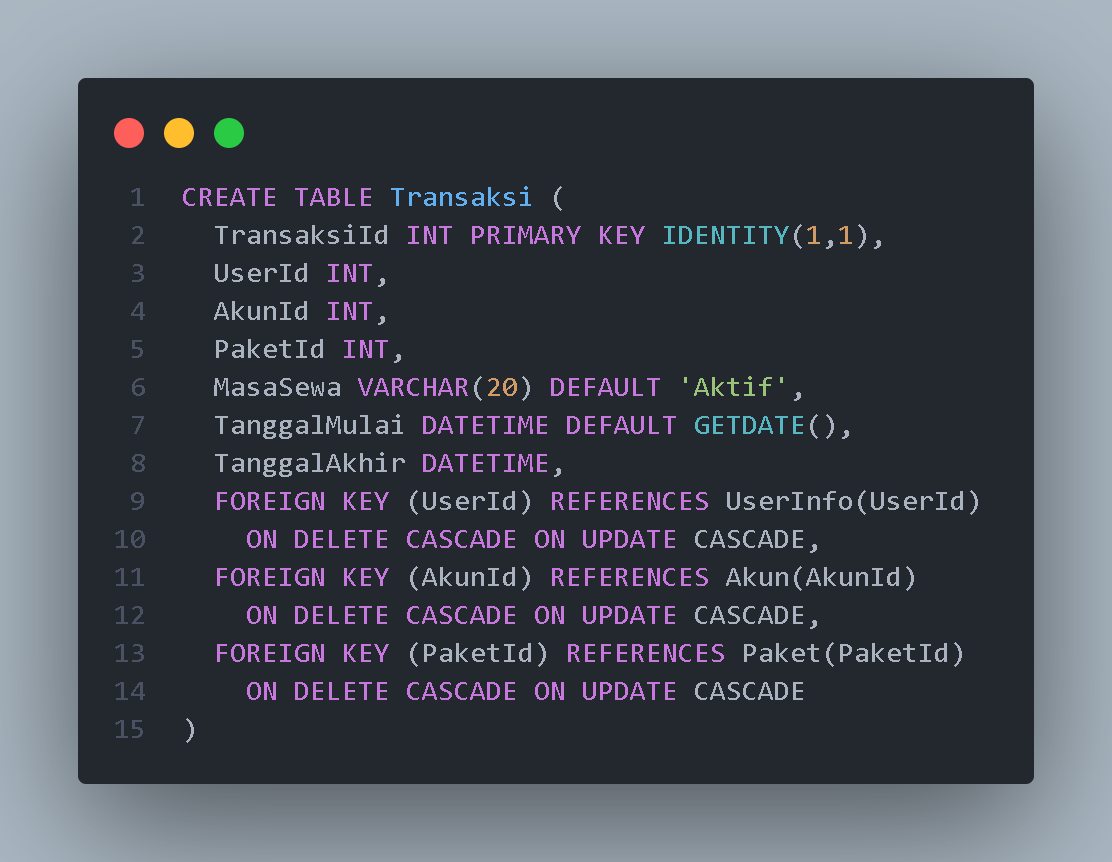 1 CREATE TABLE Transaksi (
2 TransaksiId INT PRIMARY KEY IDENTITY(1,1),
3 UserId INT,
4 AkunId INT,
5 PaketId INT,
6 MasaSewa VARCHAR(20) DEFAULT 'Aktif',
7 TanggalMulai DATETIME DEFAULT GETDATE(),
8 TanggalAkhir DATETIME,
9 FOREIGN KEY (UserId) REFERENCES UserInfo(UserId)
10 ON DELETE CASCADE ON UPDATE CASCADE,
11 FOREIGN KEY (AkunId) REFERENCES Akun(AkunId)
12 ON DELETE CASCADE ON UPDATE CASCADE,
13 FOREIGN KEY (PaketId) REFERENCES Paket(PaketId)
14 ON DELETE CASCADE ON UPDATE CASCADE
15 )